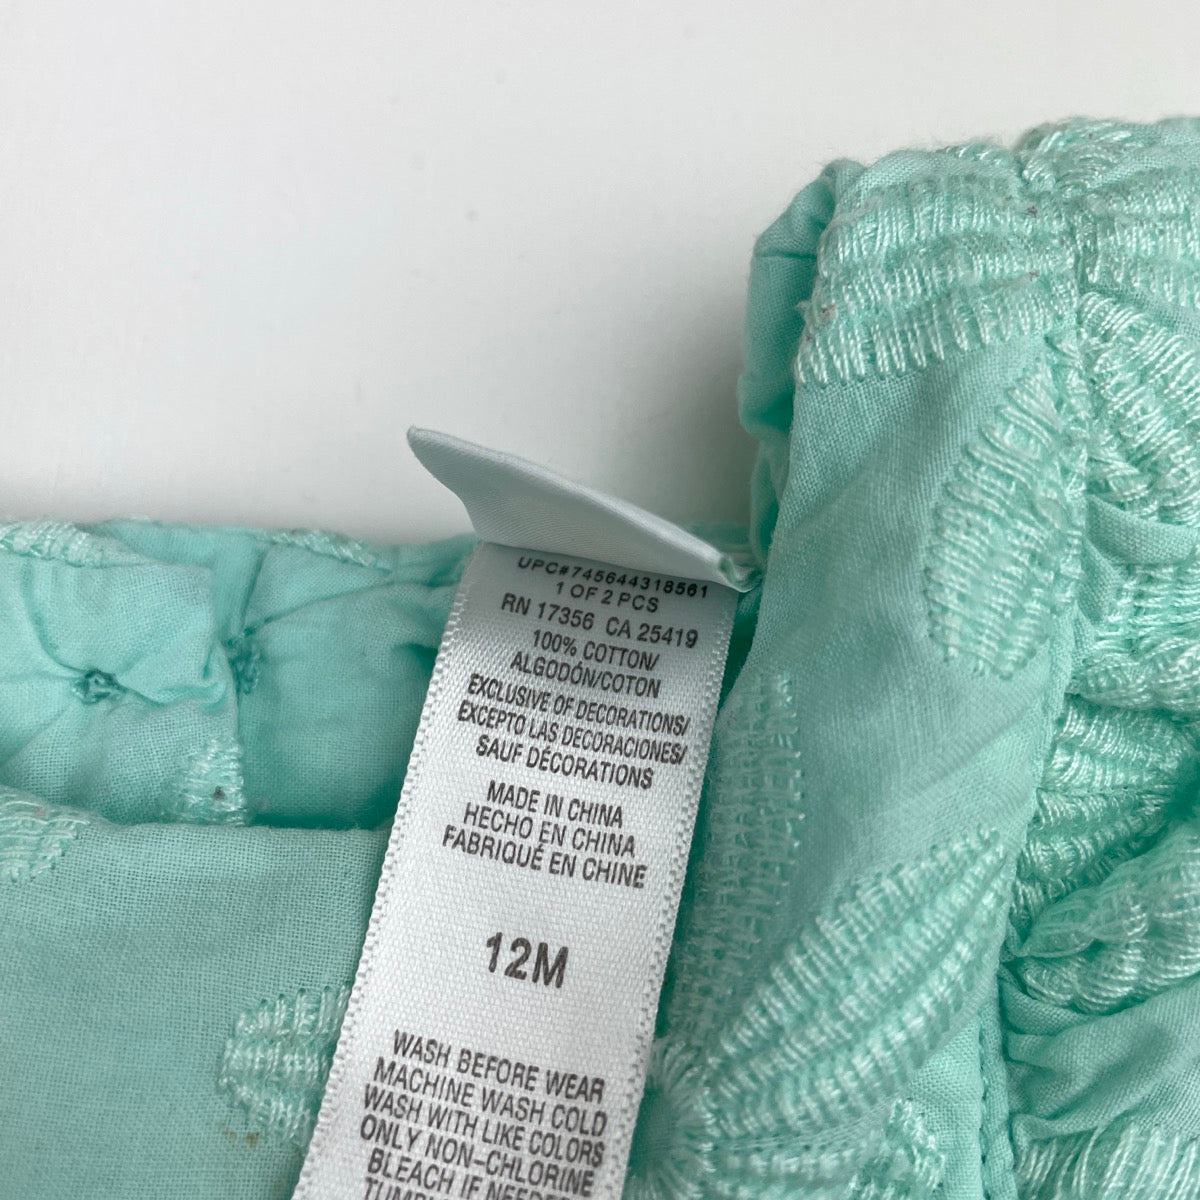 UPC#745644318561
1 OF 2 PCS
RN 17356 CA 25419
100% COTTON/
ALGODÓN/COTON
EXCLUSIVE OF DECORATIONS/
EXCEPTO LAS DECORACIONES/
SAUF DÉCORATIONS
MADE IN CHINA
HECHO EN CHINA
FABRIQUÉ EN CHINE
12M
WASH BEFORE WEAR
MACHINE WASH COLD
WASH WITH LIKE COLORS
ONLY NON-CHLORINE
BLEACH IF